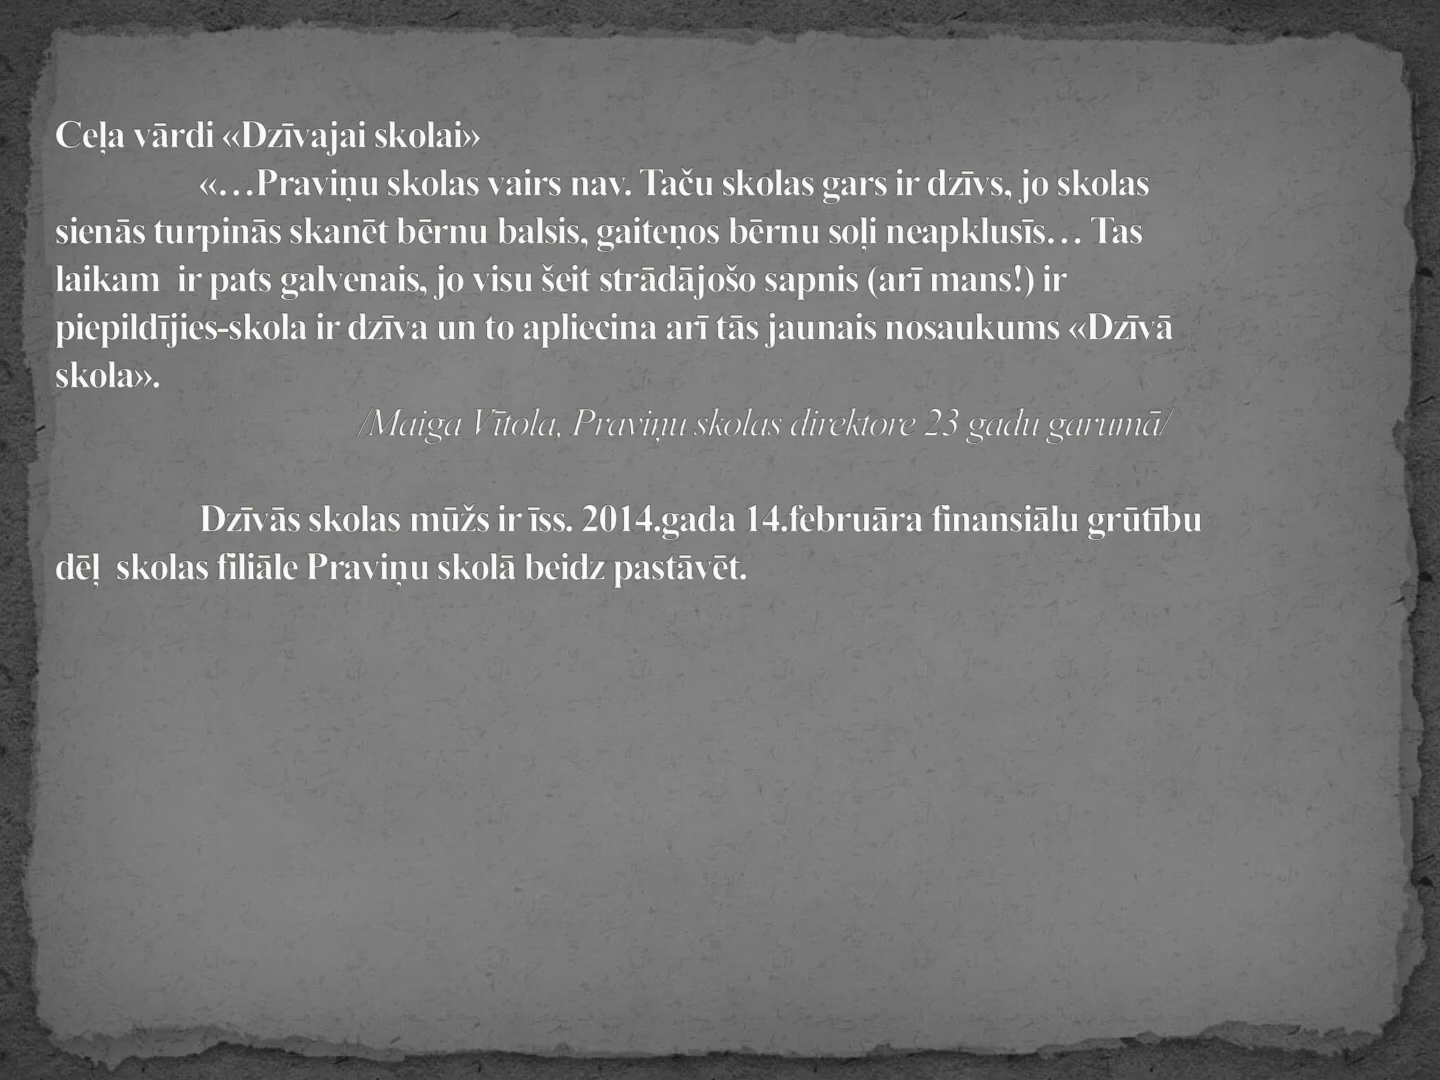 Ceļa vārdi «Dzīvajai skolai»
«…Praviņu skolas vairs nav. Taču skolas gars ir dzīvs, jo skolas
sienās turpinās skanēt bērnu balsis, gaiteņos bērnu soļi neapklusīs… Tas
laikam  ir pats galvenais, jo visu šeit strādājošo sapnis (arī mans!) ir
piepildījies-skola ir dzīva un to apliecina arī tās jaunais nosaukums «Dzīvā
skola».
/Maiga Vītola, Praviņu skolas direktore 23 gadu garumā/
Dzīvās skolas mūžs ir īss. 2014.gada 14.februāra finansiālu grūtību
dēļ  skolas filiāle Praviņu skolā beidz pastāvēt.